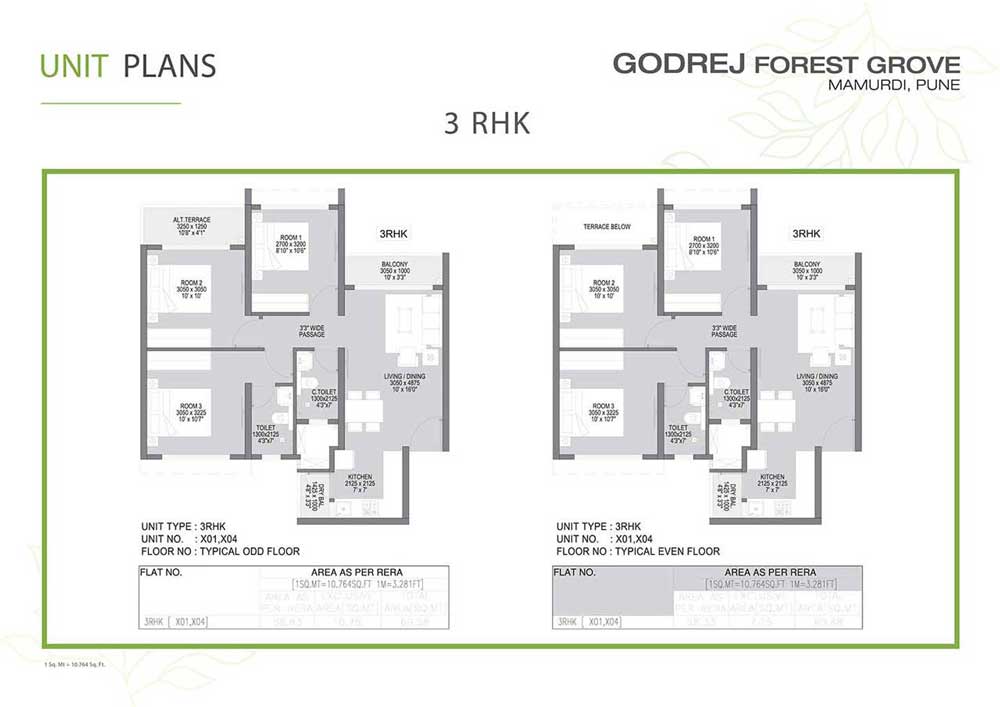 UNIT PLANS
GODREJ FOREST GROVE
MAMURDI, PUNE
3 RHK
ALT.TERRACE
3250 x 1250
10'8" x 4'1"
ROOM 1
2700 x 3200
8'10" x 10'6"
3RHK
BALCONY
3050 x 1000
10' x 3'3"
ROOM 2
3050 x 3050
10' x 10'
3'3" WIDE
PASSAGE
LIVING / DINING
3050 x 4875
10' x 16'0"
C.TOILET
1300x2125
4'3"x7'
ROOM 3
3050 x 3225
10' x 10'7"
TOILET
1300x2125
4'3"x7'
KITCHEN
2125 x 2125
7' x 7'
DRY BAL
1425 x 1000
4'8" x 3'3"
UNIT TYPE : 3RHK
UNIT NO. : X01,X04
FLOOR NO : TYPICAL ODD FLOOR
FLAT NO.
AREA AS PER RERA
[1SQ.MT=10.764SQ.FT 1M=3.281FT]
AREA AS PER RERA
EXCLUSIVE AREA(SQ.MT)
TOTAL AREA(SQ.MT)
3RHK [ X01,X04]
TERRACE BELOW
ROOM 1
2700 x 3200
8'10" x 10'6"
3RHK
BALCONY
3050 x 1000
10' x 3'3"
ROOM 2
3050 x 3050
10' x 10'
3'3" WIDE
PASSAGE
LIVING / DINING
3050 x 4875
10' x 16'0"
C.TOILET
1300x2125
4'3"x7'
ROOM 3
3050 x 3225
10' x 10'7"
TOILET
1300x2125
4'3"x7'
KITCHEN
2125 x 2125
7' x 7'
DRY BAL
1425 x 1000
4'8" x 3'3"
UNIT TYPE : 3RHK
UNIT NO. : X01,X04
FLOOR NO : TYPICAL EVEN FLOOR
FLAT NO.
AREA AS PER RERA
[1SQ.MT=10.764SQ.FT 1M=3.281FT]
AREA AS PER RERA
EXCLUSIVE AREA(SQ.MT)
TOTAL AREA(SQ.MT)
3RHK [ X01,X04]
1 Sq. Mt = 10.764 Sq. Ft.